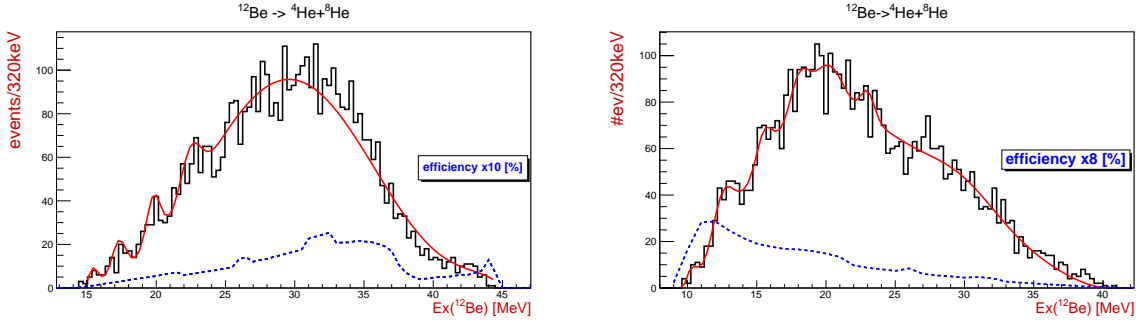 ¹²Be -> ⁴He+⁸He
events/320keV
100
80
60
40
20
0
efficiency x10 [%]
15 20 25 30 35 40 45
Ex(¹²Be) [MeV]
¹²Be->⁴He+⁸He
#ev/320keV
100
80
60
40
20
0
efficiency x8 [%]
10 15 20 25 30 35 40
Ex(¹²Be) [MeV]